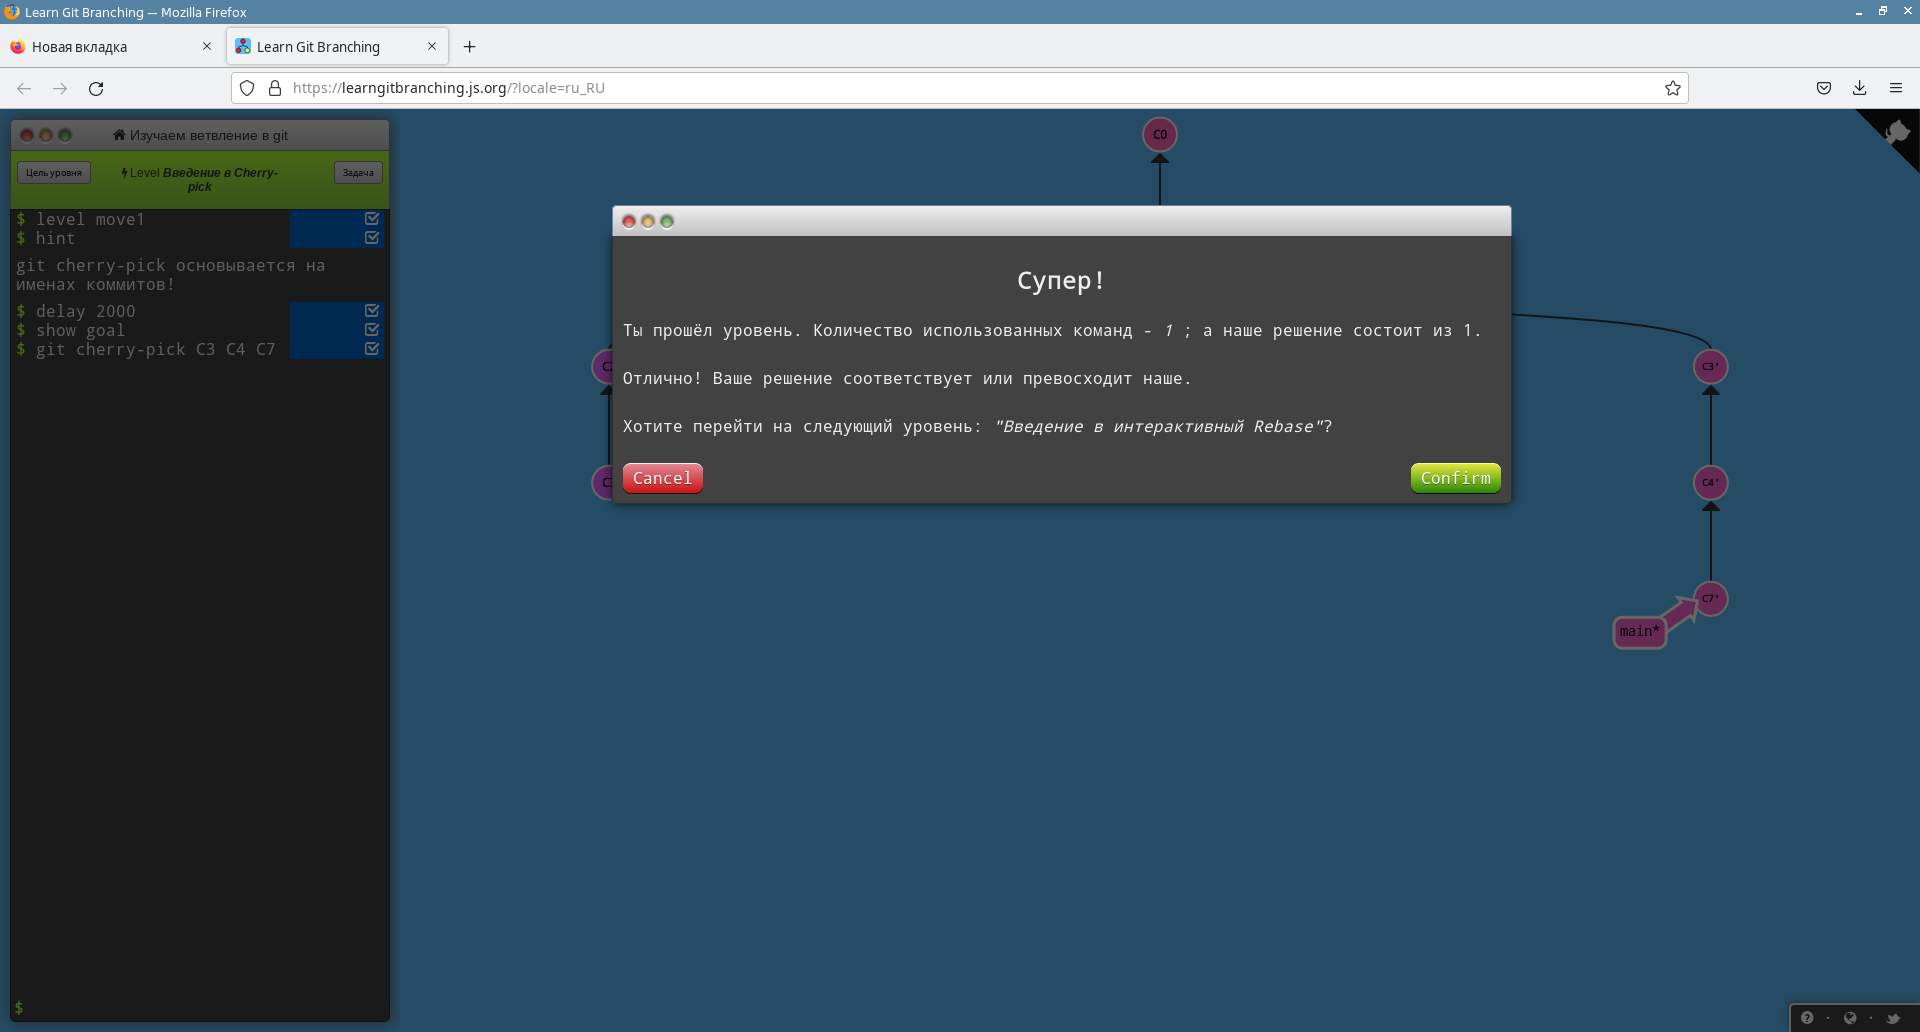 Learn Git Branching — Mozilla Firefox
Новая вкладка
Learn Git Branching
https://learngitbranching.js.org/?locale=ru_RU
Изучаем ветвление в git
Цель уровня
Level Введение в Cherry-
pick
Задача
$ level move1
$ hint
git cherry-pick основывается на
именах коммитов!
$ delay 2000
$ show goal
$ git cherry-pick C3 C4 C7
$
C0
Супер!
Ты прошёл уровень. Количество использованных команд - 1 ; а наше решение состоит из 1.
Отлично! Ваше решение соответствует или превосходит наше.
Хотите перейти на следующий уровень: "Введение в интерактивный Rebase"?
Cancel
Confirm
C3'
C4'
C7'
main*